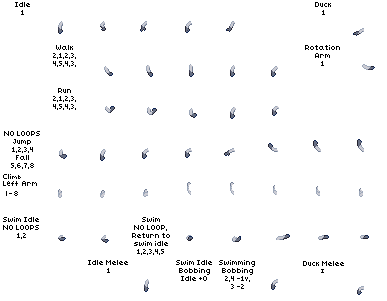 Idle
1
Duck
1
Walk
2,1,2,3,
4,5,4,3,
Rotation
Arm
1
Run
2,1,2,3,
4,5,4,3,
NO LOOPS
Jump
1,2,3,4
Fall
5,6,7,8
Climb
Left Arm
1 - 8
Swim Idle
NO LOOPS
1,2
Swim
NO LOOP,
Return to
swim idle
1,2,3,4,5
Swim Idle
Bobbing
Idle +0
Swimming
Bobbing
2,4 -1v,
3 -2
Idle Melee
1
Duck Melee
1